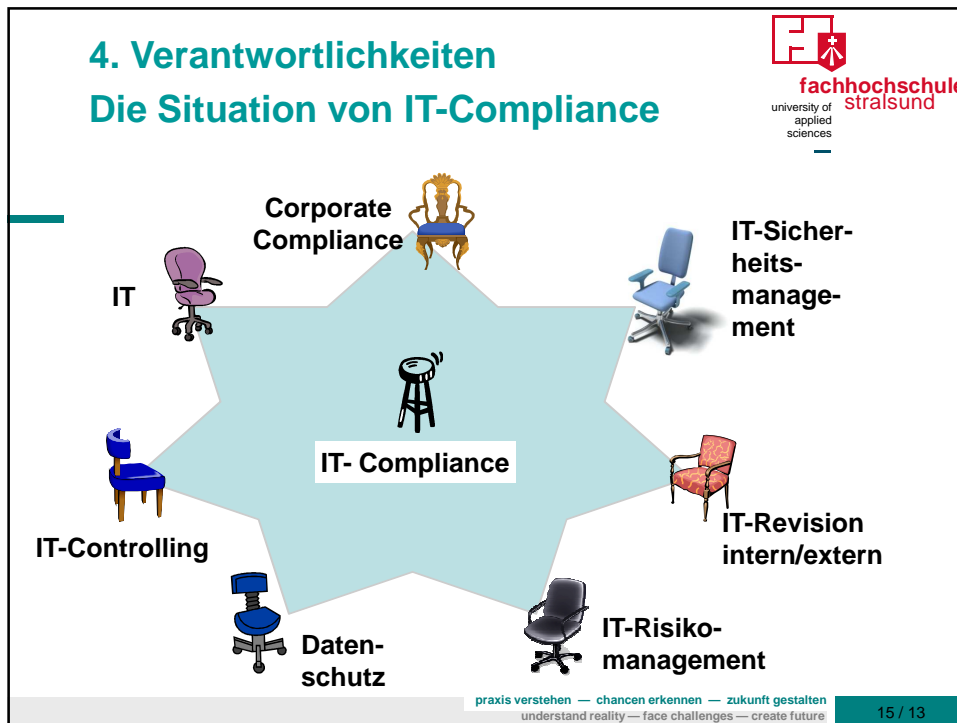 4. Verantwortlichkeiten
Die Situation von IT-Compliance
fachhochschule
stralsund
university of
applied
sciences
Corporate
Compliance
IT-Sicher-
heits-
manage-
ment
IT
IT- Compliance
IT-Controlling
IT-Revision
intern/extern
Daten-
schutz
IT-Risiko-
management
praxis verstehen — chancen erkennen — zukunft gestalten
understand reality — face challenges — create future
15 / 13